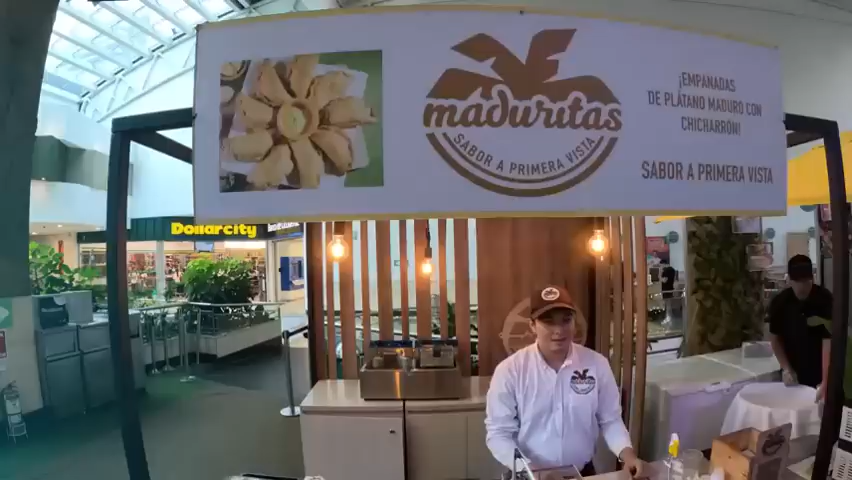 maduritas
SABOR A PRIMERA VISTA
¡EMPANADAS
DE PLÁTANO MADURO CON
CHICHARRÓN!
SABOR A PRIMERA VISTA
Dollarcity